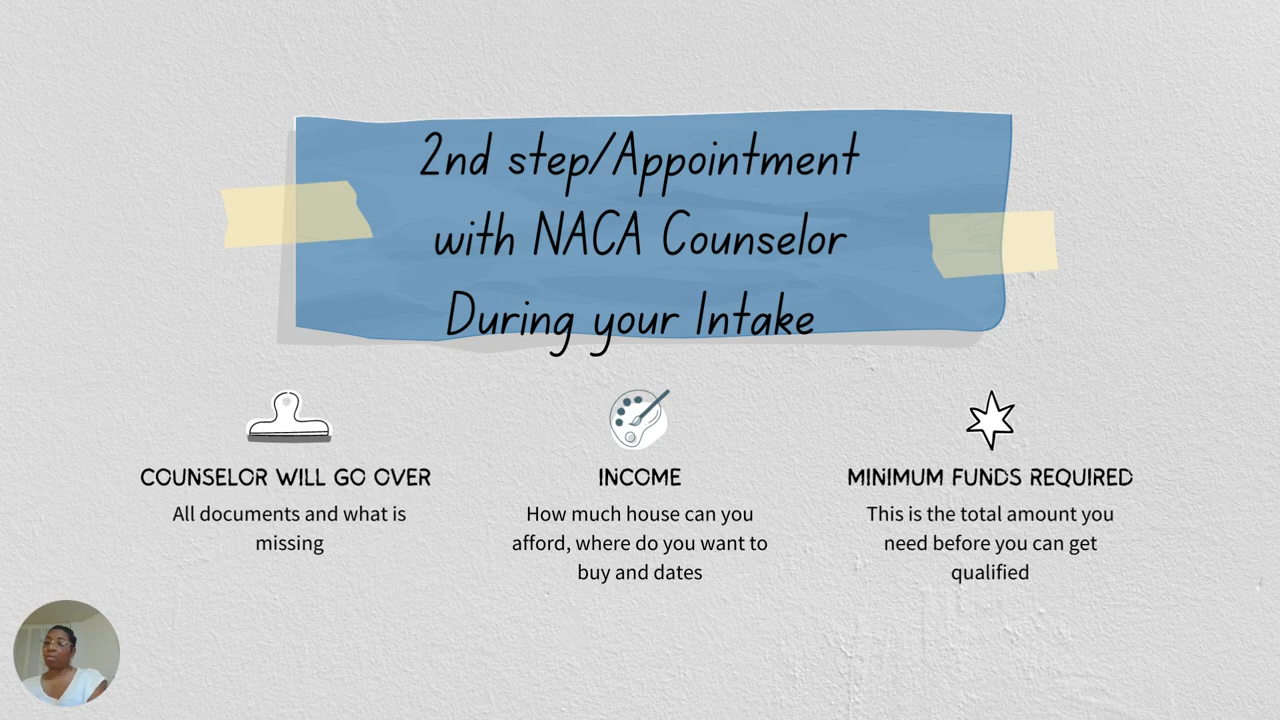 2nd step/Appointment
with NACA Counselor
During your Intake
COUNSELOR WILL GO OVER
All documents and what is
missing
INCOME
How much house can you
afford, where do you want to
buy and dates
MINIMUM FUNDS REQUIRED
This is the total amount you
need before you can get
qualified